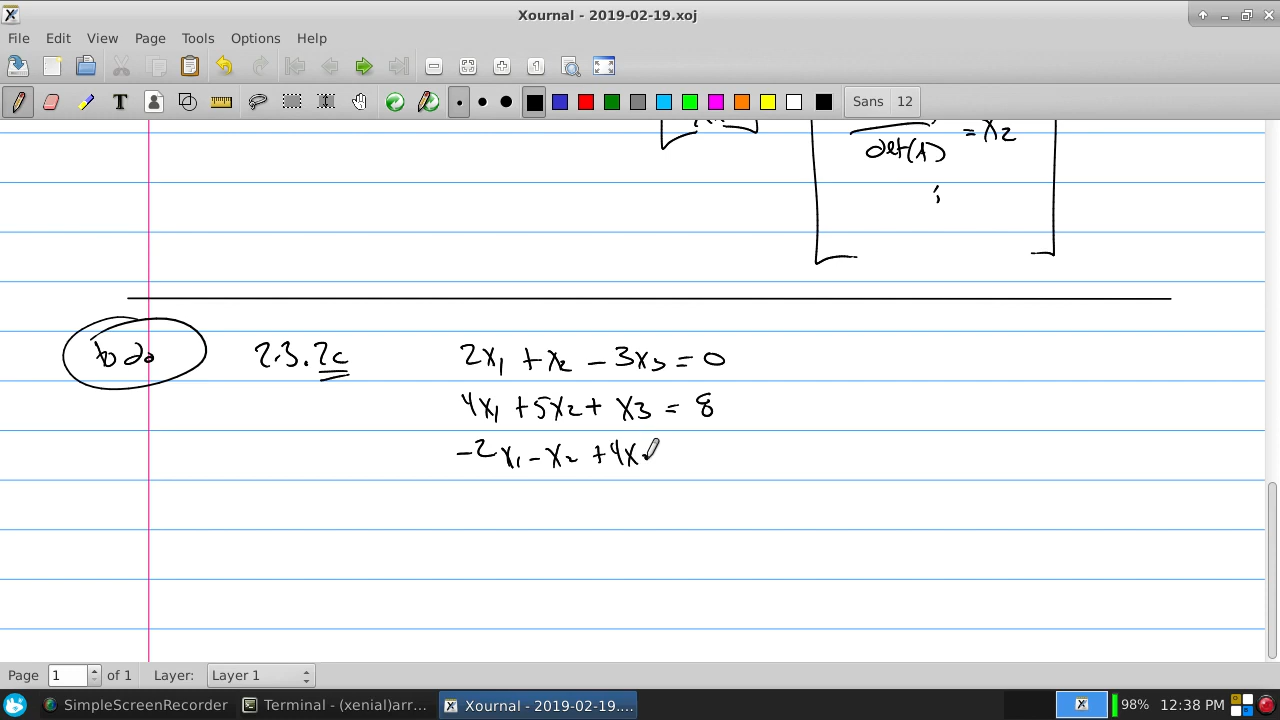 Xournal - 2019-02-19.xoj
File Edit View Page Tools Options Help
Sans 12
det(A) = x2
to do 2.3.2c 2x1 + x2 - 3x3 = 0
4x1 + 5x2 + x3 = 8
-2x1 - x2 + 4x
Page 1 of 1 Layer: Layer 1
SimpleScreenRecorder Terminal - (xenial)arr... Xournal - 2019-02-19.... 98% 12:38 PM